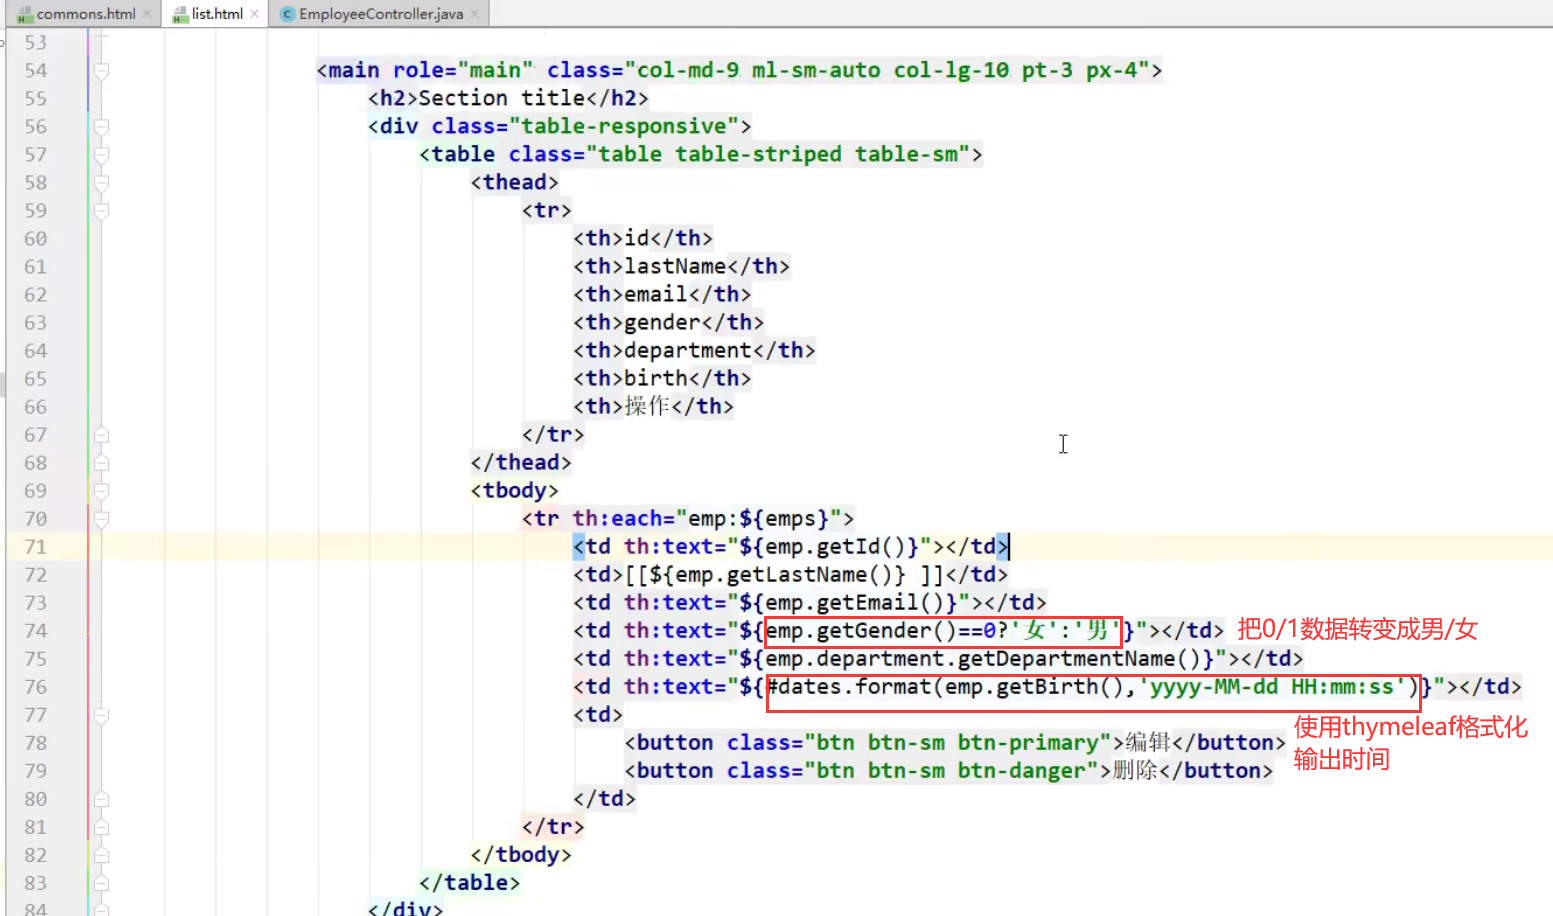 commons.html list.html EmployeeController.java
53
54 <main role="main" class="col-md-9 ml-sm-auto col-lg-10 pt-3 px-4">
55 <h2>Section title</h2>
56 <div class="table-responsive">
57 <table class="table table-striped table-sm">
58 <thead>
59 <tr>
60 <th>id</th>
61 <th>lastName</th>
62 <th>email</th>
63 <th>gender</th>
64 <th>department</th>
65 <th>birth</th>
66 <th>操作</th>
67 </tr>
68 </thead>
69 <tbody>
70 <tr th:each="emp:${emps}">
71 <td th:text="${emp.getId()}"></td>
72 <td>[[${emp.getLastName()} ]]</td>
73 <td th:text="${emp.getEmail()}"></td>
74 <td th:text="${emp.getGender()==0?'女':'男'}"></td> 把0/1数据转变成男/女
75 <td th:text="${emp.department.getDepartmentName()}"></td>
76 <td th:text="${#dates.format(emp.getBirth(),'yyyy-MM-dd HH:mm:ss')}"></td>
77 <td>
使用thymeleaf格式化
78 <button class="btn btn-sm btn-primary">编辑</button>
输出时间
79 <button class="btn btn-sm btn-danger">删除</button>
80 </td>
81 </tr>
82 </tbody>
83 </table>
84 </div>